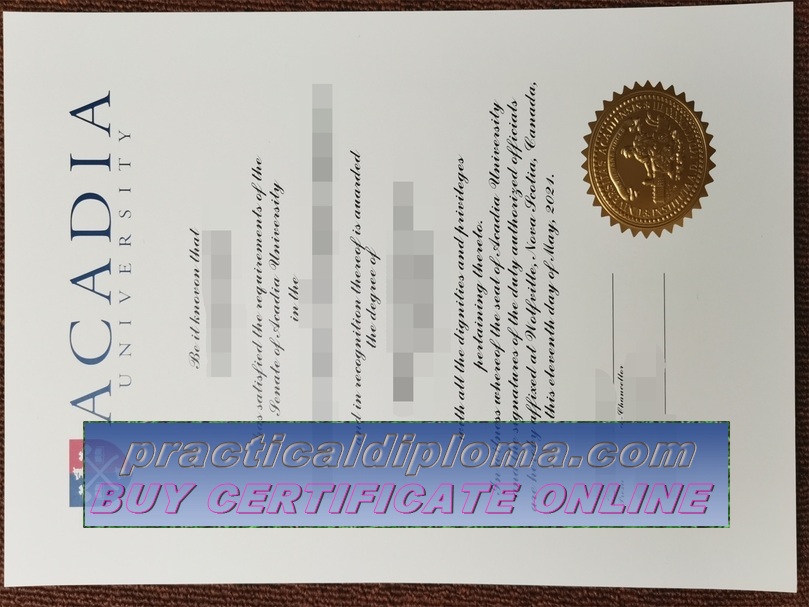 ACADIA
UNIVERSITY
Be it known that
satisfied the requirements of the
Senate of Acadia University
in the
and in recognition thereof is awarded
the degree of
with all the dignities and privileges
pertaining thereto.
In witness whereof the seal of Acadia University
signatures of the duty authorized officials
affixed at Wolfville, Nova Scotia, Canada,
this eleventh day of May, 2021.
Chancellor
practicaldiploma.com
BUY CERTIFICATE ONLINE